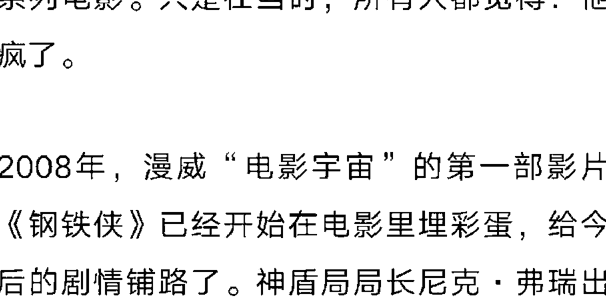 系列电影。只是在当时，所有人都觉得：他
疯了。
2008年，漫威“电影宇宙”的第一部影片
《钢铁侠》已经开始在电影里埋彩蛋，给今
后的剧情铺路了。神盾局局长尼克·弗瑞出